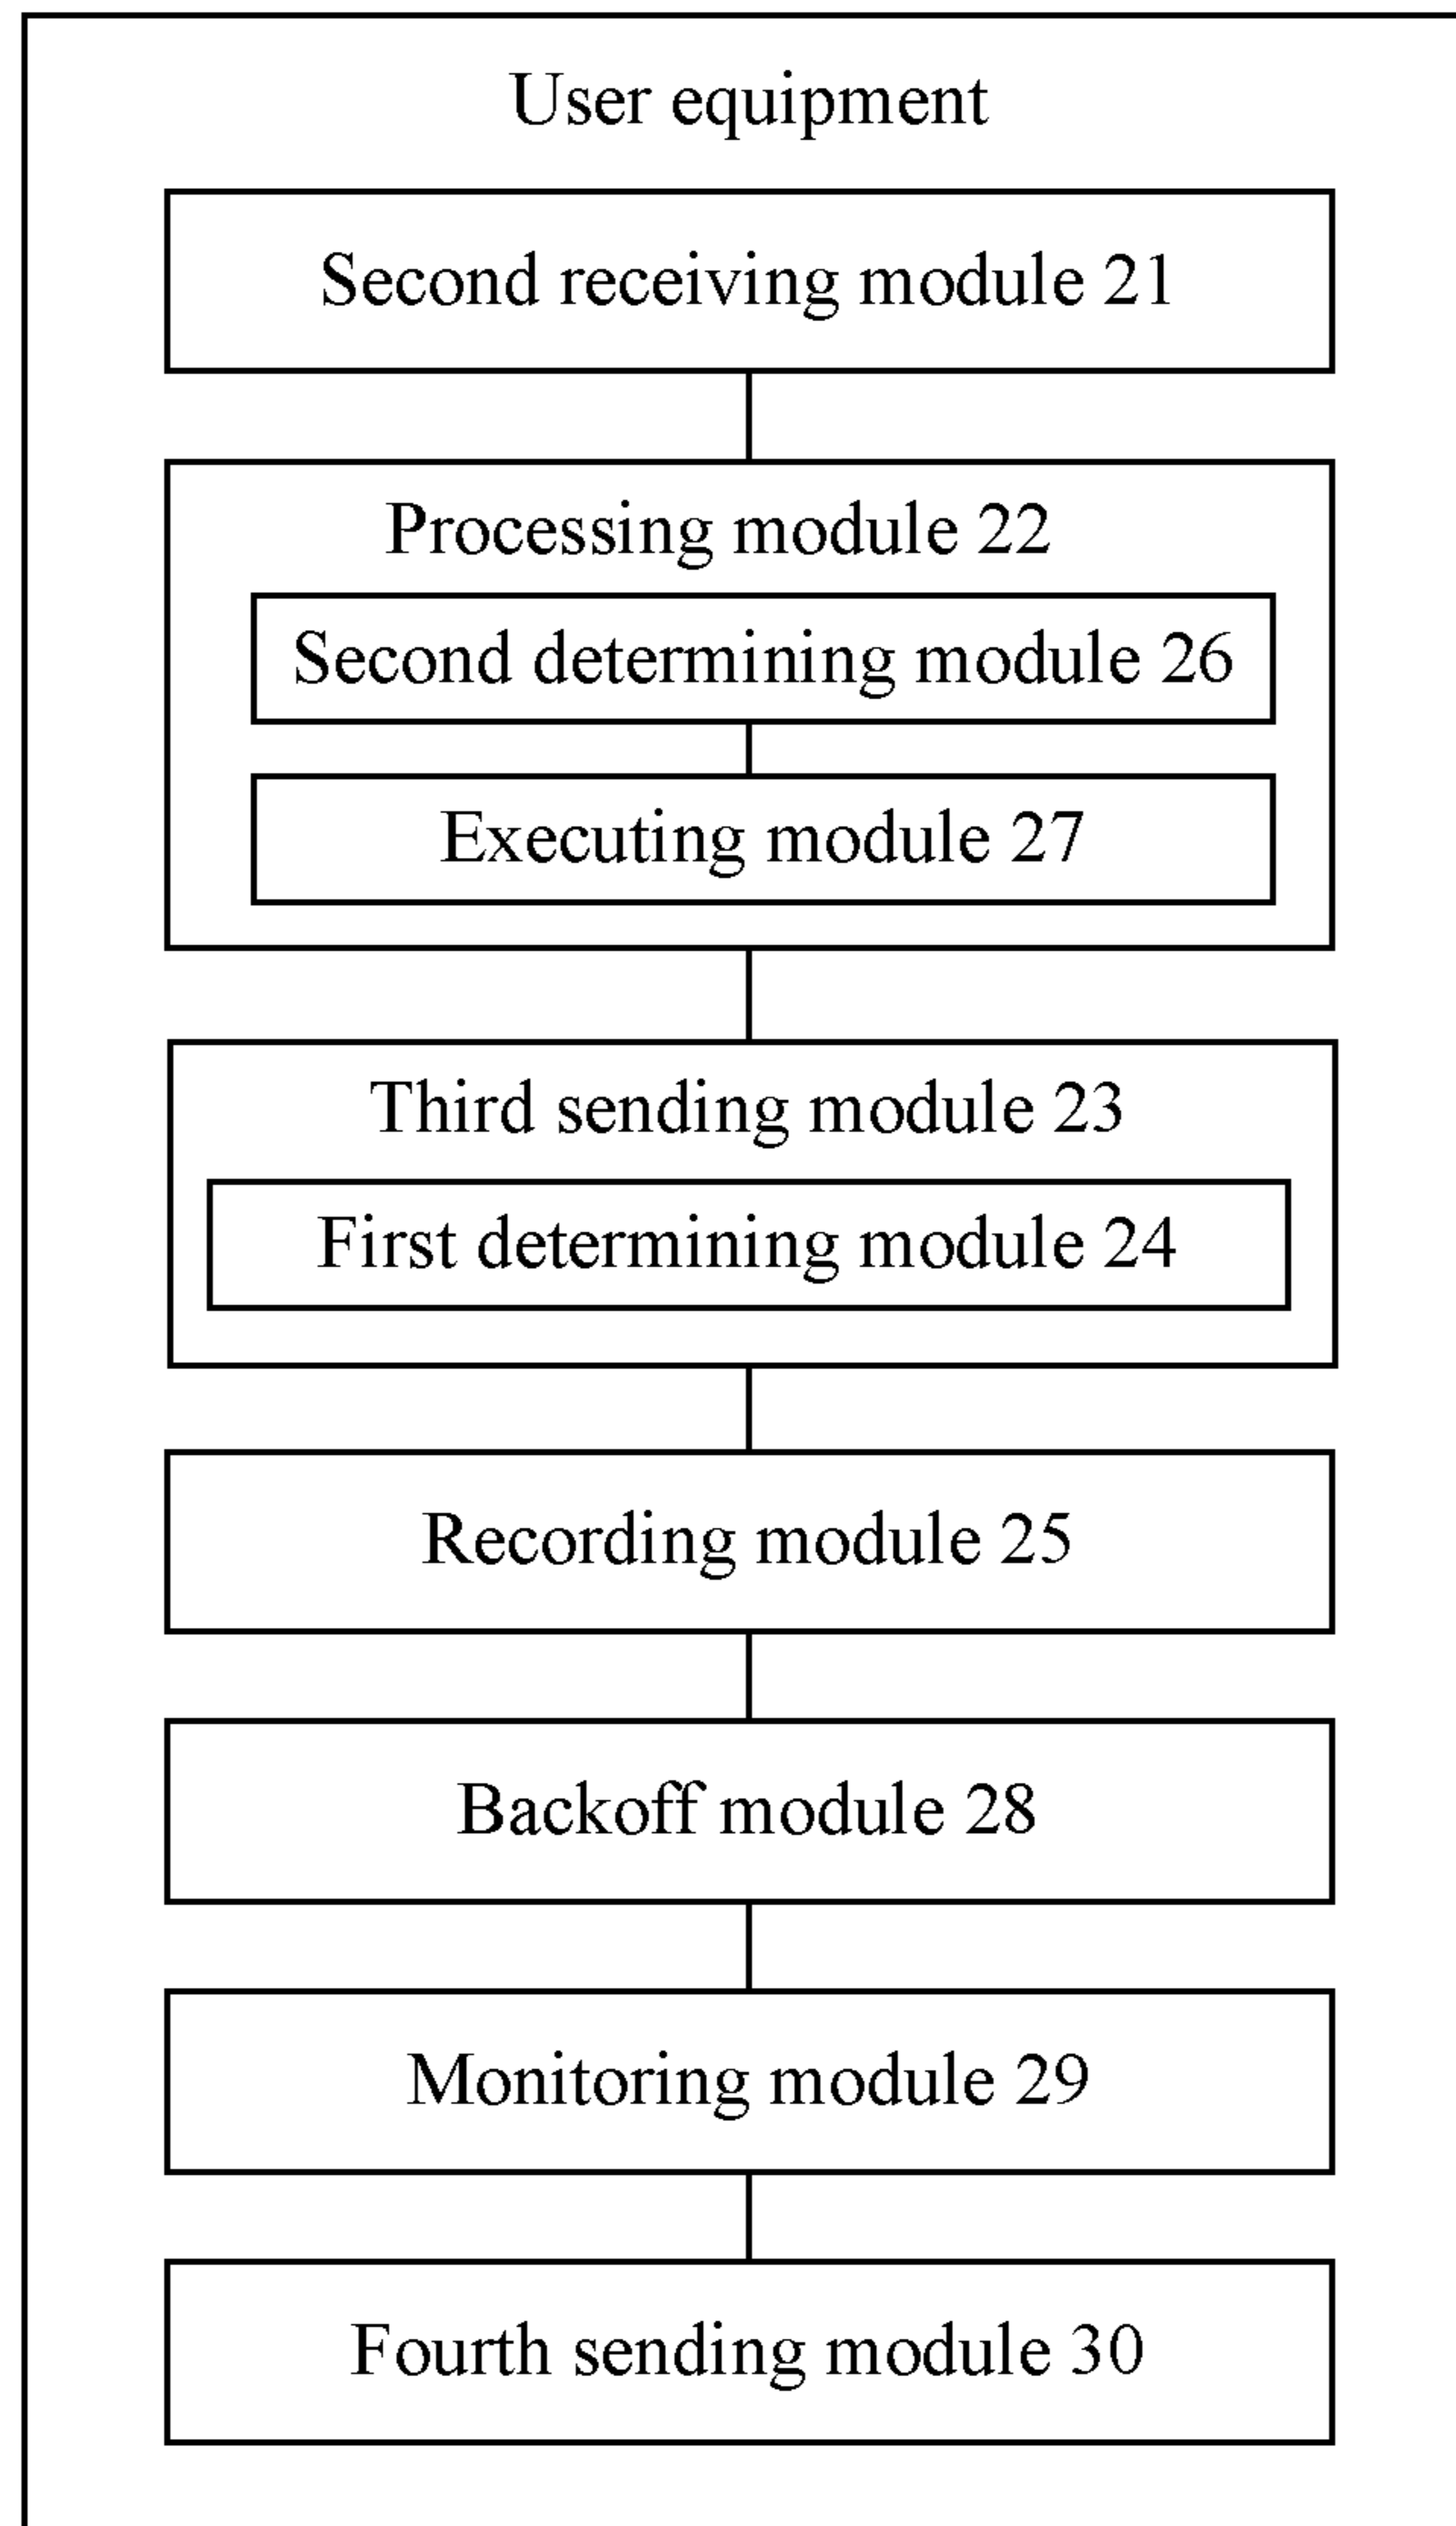 User equipment
Second receiving module 21
Processing module 22
Second determining module 26
Executing module 27
Third sending module 23
First determining module 24
Recording module 25
Backoff module 28
Monitoring module 29
Fourth sending module 30